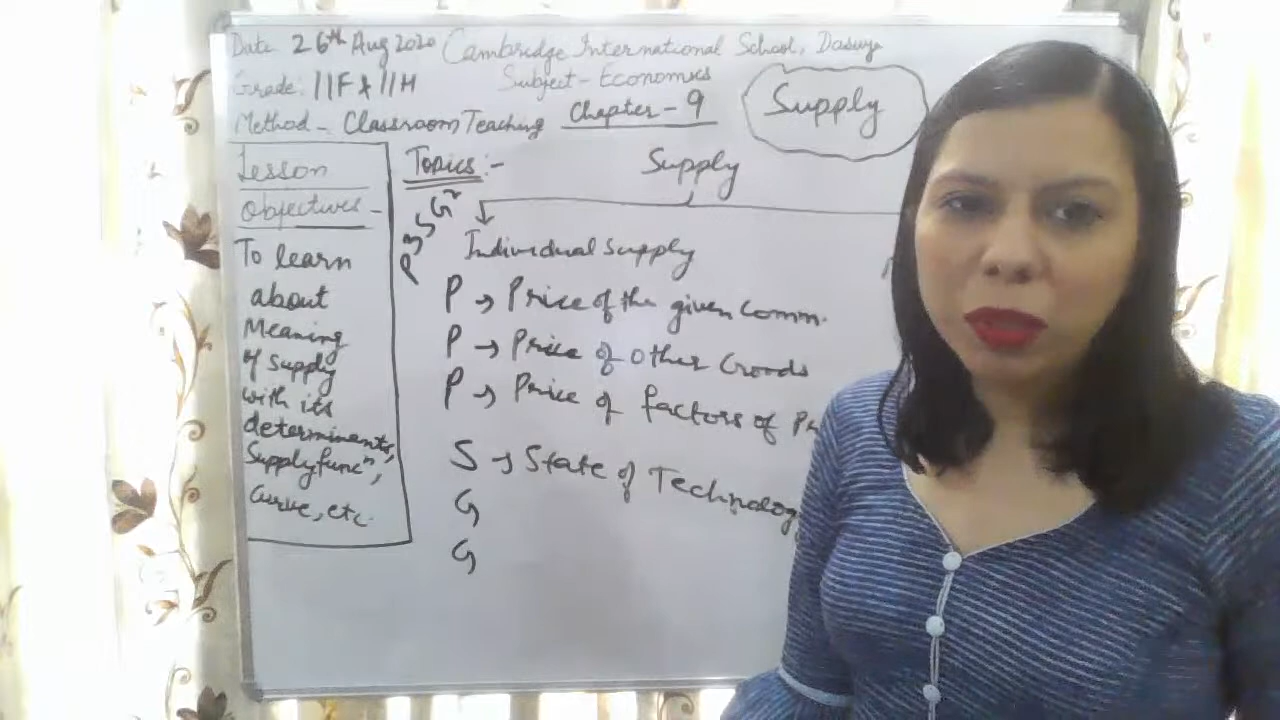 Date 26th Aug 2020 Cambridge International School, Dasuya
Grade: 11F & 11H Subject - Economics
Method - Classroom Teaching Chapter - 9
Supply
Lesson
Objectives -
To learn
about
Meaning
of supply
with its
determinants,
Supply funcⁿ,
Curve, etc.
Topics :-
P³SG²
Supply
Individual Supply
P → Price of the given comm.
P → Price of Other Goods
P → Price of factors of
S → State of Technology
G
G